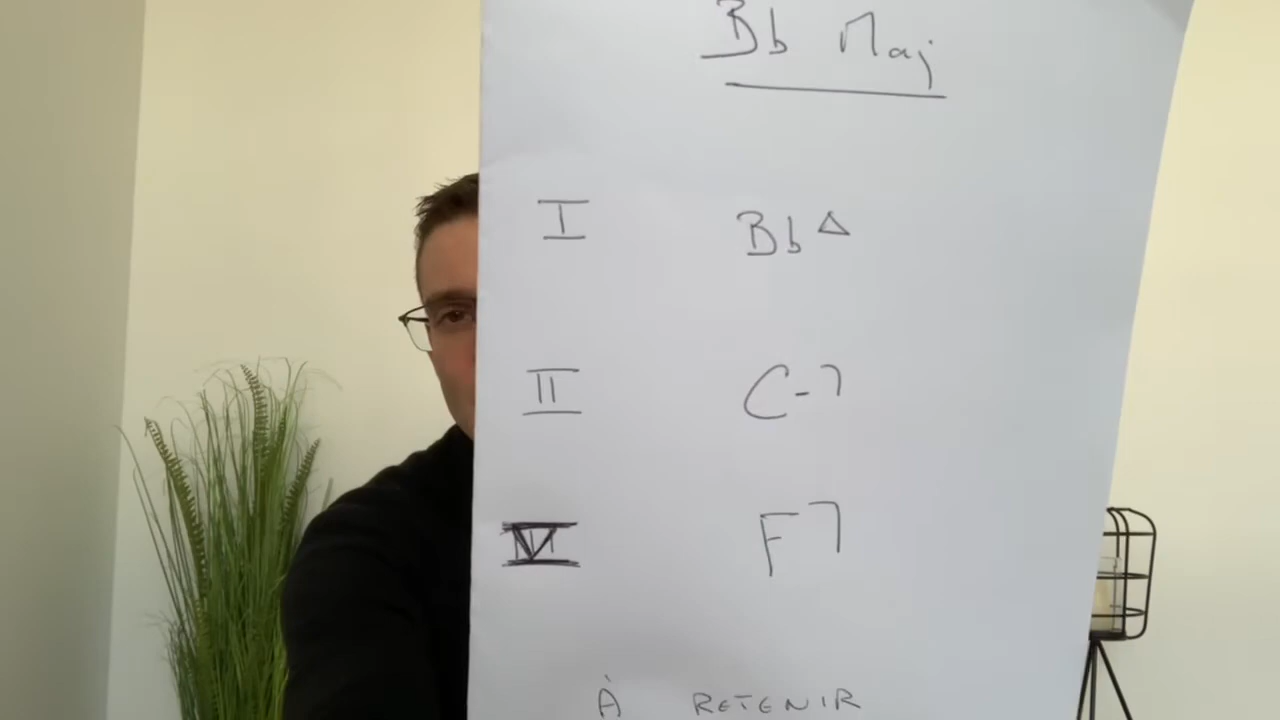 Bb Maj
I Bb△
II C-7
V F7
À RETENIR